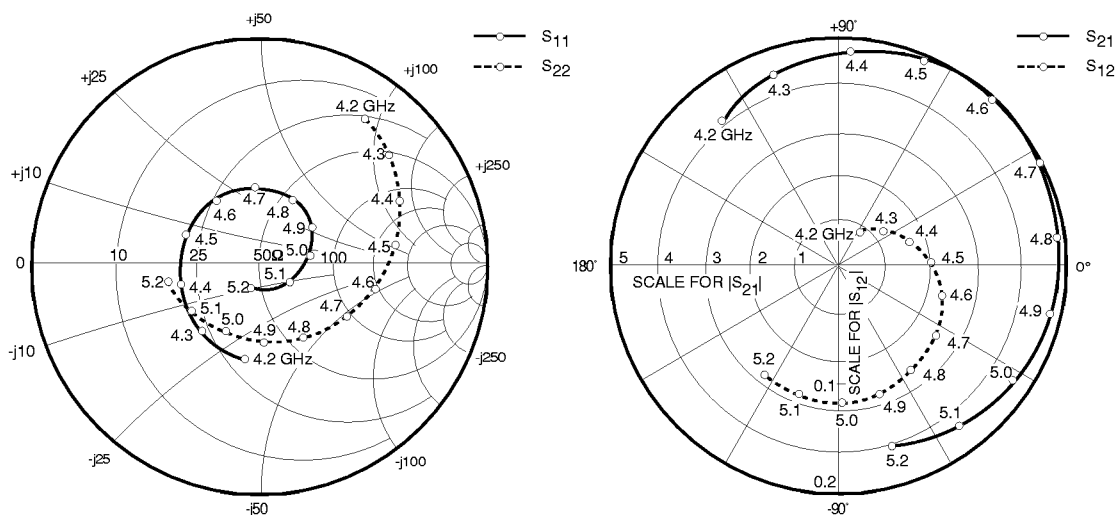 +j50
S11
S22
+j25
+j100
4.2 GHz
4.3
+j10
4.7
4.6
4.8
4.4
+j250
4.9
4.5
5.0
4.5
0
10
25
50Ω
100
5.1
5.2
5.2
4.4
4.6
5.1
5.0
4.7
4.3
4.9
4.8
-j10
4.2 GHz
-j250
-j25
-j100
-j50
+90°
S21
S12
4.4
4.5
4.3
4.6
4.2 GHz
4.7
4.3
4.2 GHz
4.4
4.8
4.5
180°
5
4
3
2
1
0°
SCALE FOR |S21|
SCALE FOR |S12|
4.6
4.9
4.7
5.2
4.8
5.0
0.1
5.1
4.9
5.0
5.1
5.2
0.2
-90°